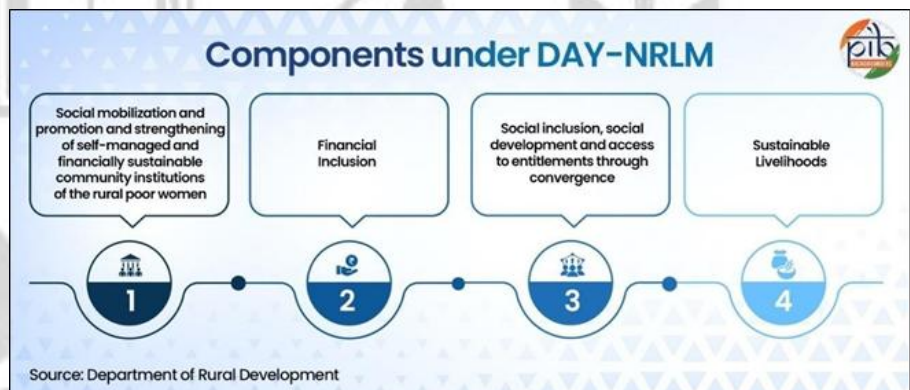 Components under DAY-NRLM
pib
Social mobilization and
promotion and strengthening
of self-managed and
financially sustainable
community institutions
of the rural poor women
Financial
Inclusion
Social inclusion, social
development and access
to entitlements through
convergence
Sustainable
Livelihoods
1
2
3
4
Source: Department of Rural Development